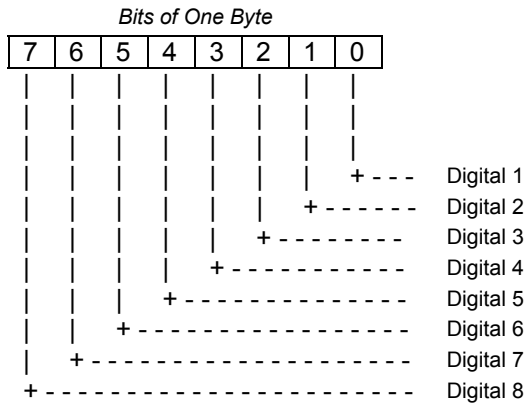 Bits of One Byte
7 6 5 4 3 2 1 0
Digital 1
Digital 2
Digital 3
Digital 4
Digital 5
Digital 6
Digital 7
Digital 8